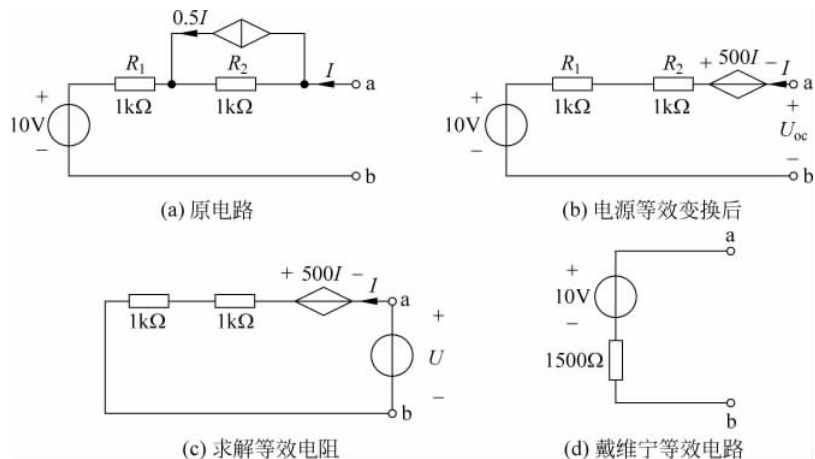 0.5I
R₁ R₂ I a
1kΩ 1kΩ
+
10V
−
b
(a) 原电路
R₁ R₂ + 500I − I a
1kΩ 1kΩ
+
10V
−
+
Uoc
−
b
(b) 电源等效变换后
+ 500I − I a
1kΩ 1kΩ
+
U
−
b
(c) 求解等效电阻
a
+
10V
−
1500Ω
b
(d) 戴维宁等效电路